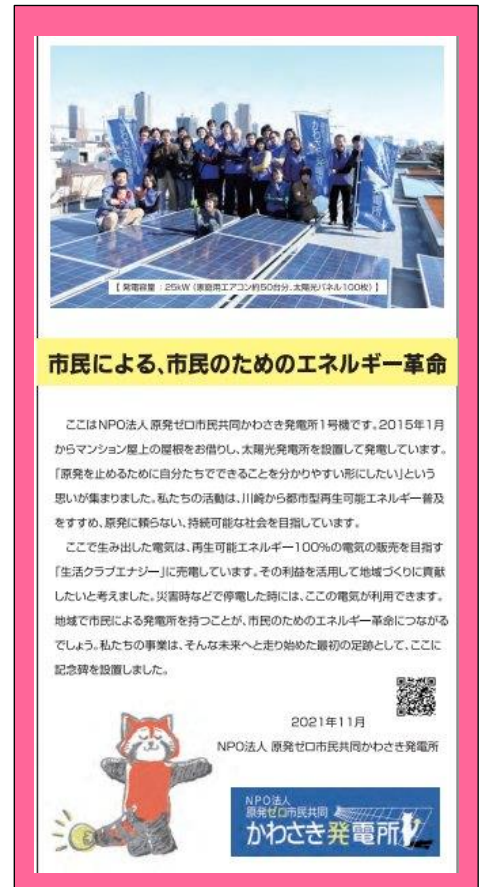 原発ゼロ市民共同
かわさき発電所
【 発電容量 : 25kW (家庭用エアコン約50台分、太陽光パネル100枚) 】
市民による、市民のためのエネルギー革命
ここはNPO法人 原発ゼロ市民共同かわさき発電所1号機です。2015年1月
からマンション屋上の屋根をお借りし、太陽光発電所を設置して発電しています。
「原発を止めるために自分たちでできることを分かりやすい形にしたい」という
思いが集まりました。私たちの活動は、川崎から都市型再生可能エネルギー普及
をすすめ、原発に頼らない、持続可能な社会を目指しています。
ここで生み出した電気は、再生可能エネルギー100%の電気の販売を目指す
「生活クラブエナジー」に売電しています。その利益を活用して地域づくりに貢献
したいと考えました。災害時などで停電した時には、ここの電気が利用できます。
地域で市民による発電所を持つことが、市民のためのエネルギー革命につながる
でしょう。私たちの事業は、そんな未来へと走り始めた最初の足跡として、ここに
記念碑を設置しました。
2021年11月
NPO法人 原発ゼロ市民共同かわさき発電所
NPO法人
原発ゼロ市民共同
かわさき発電所